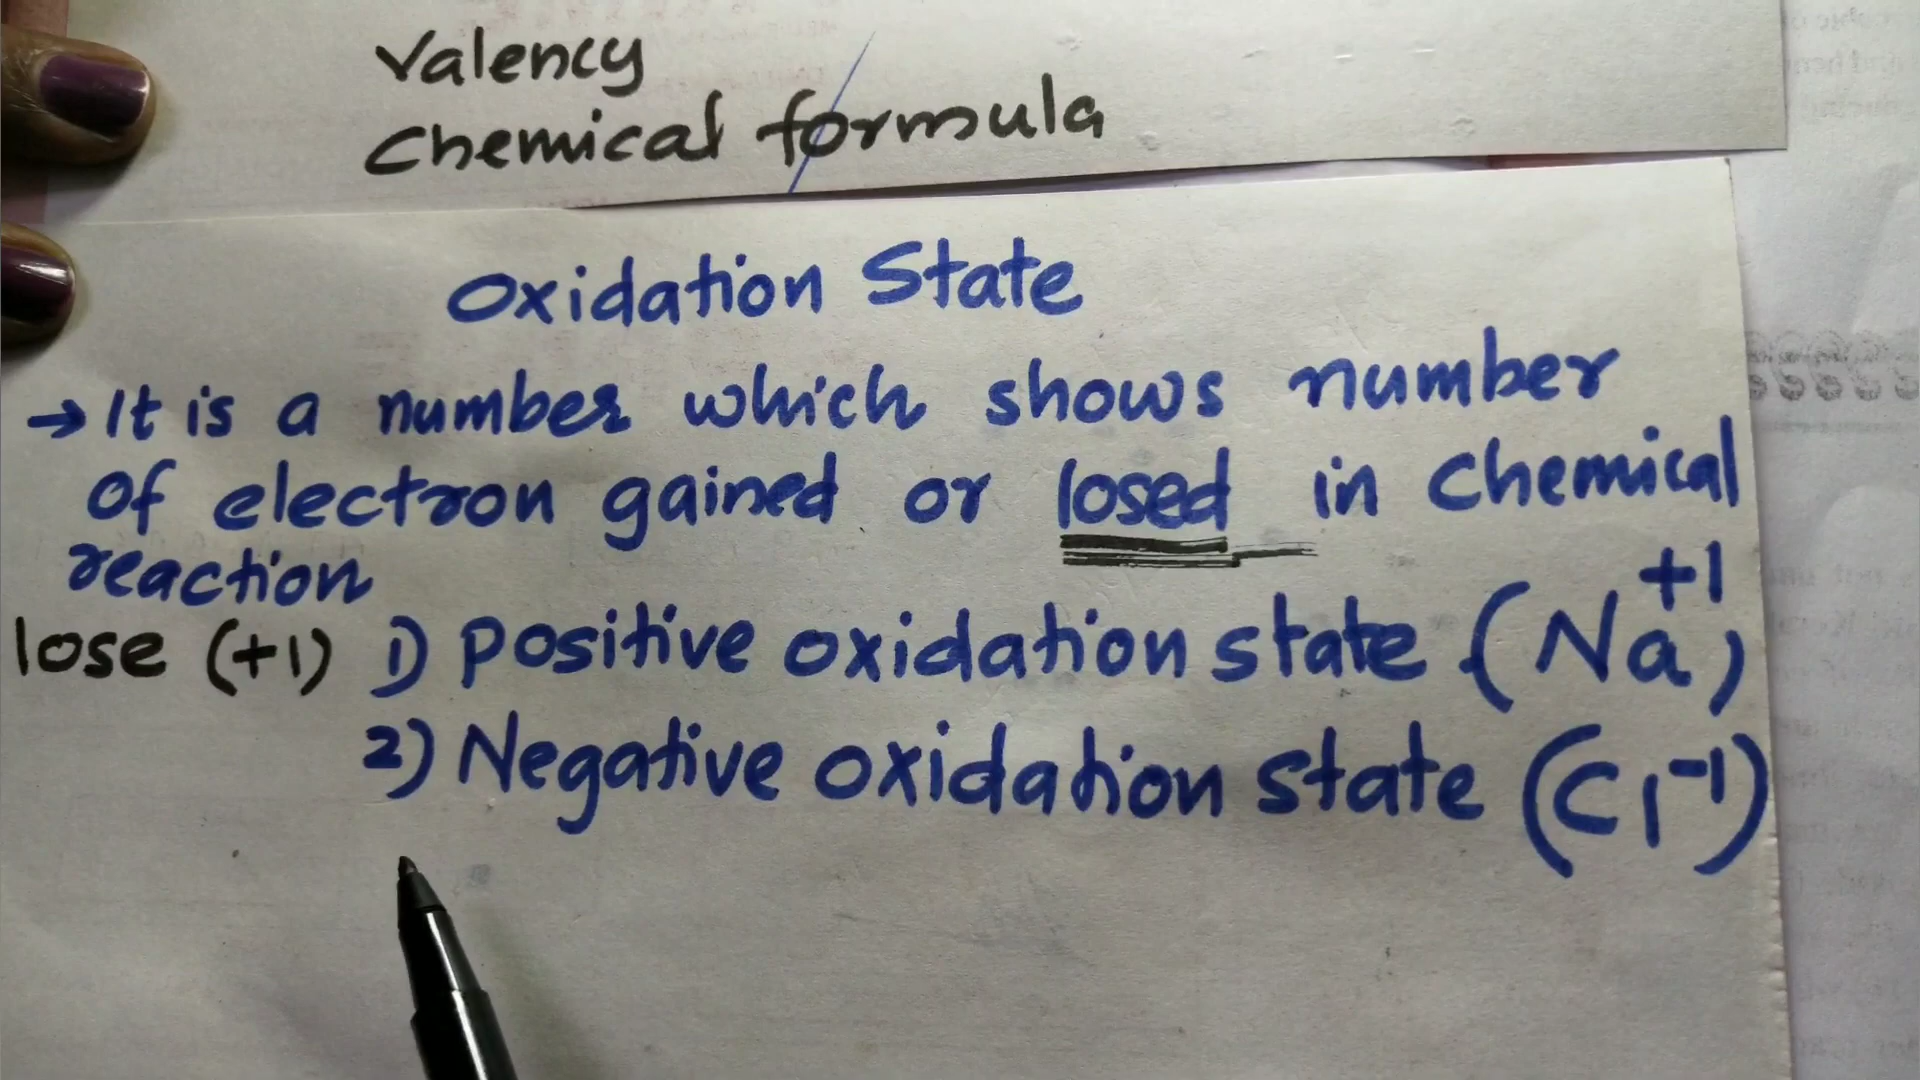 Valency
Chemical formula
Oxidation State
→ It is a number which shows number
of electron gained or losed in chemical
reaction
lose (+1) 1) Positive oxidation state (Na+1)
2) Negative oxidation state (Cl-1)